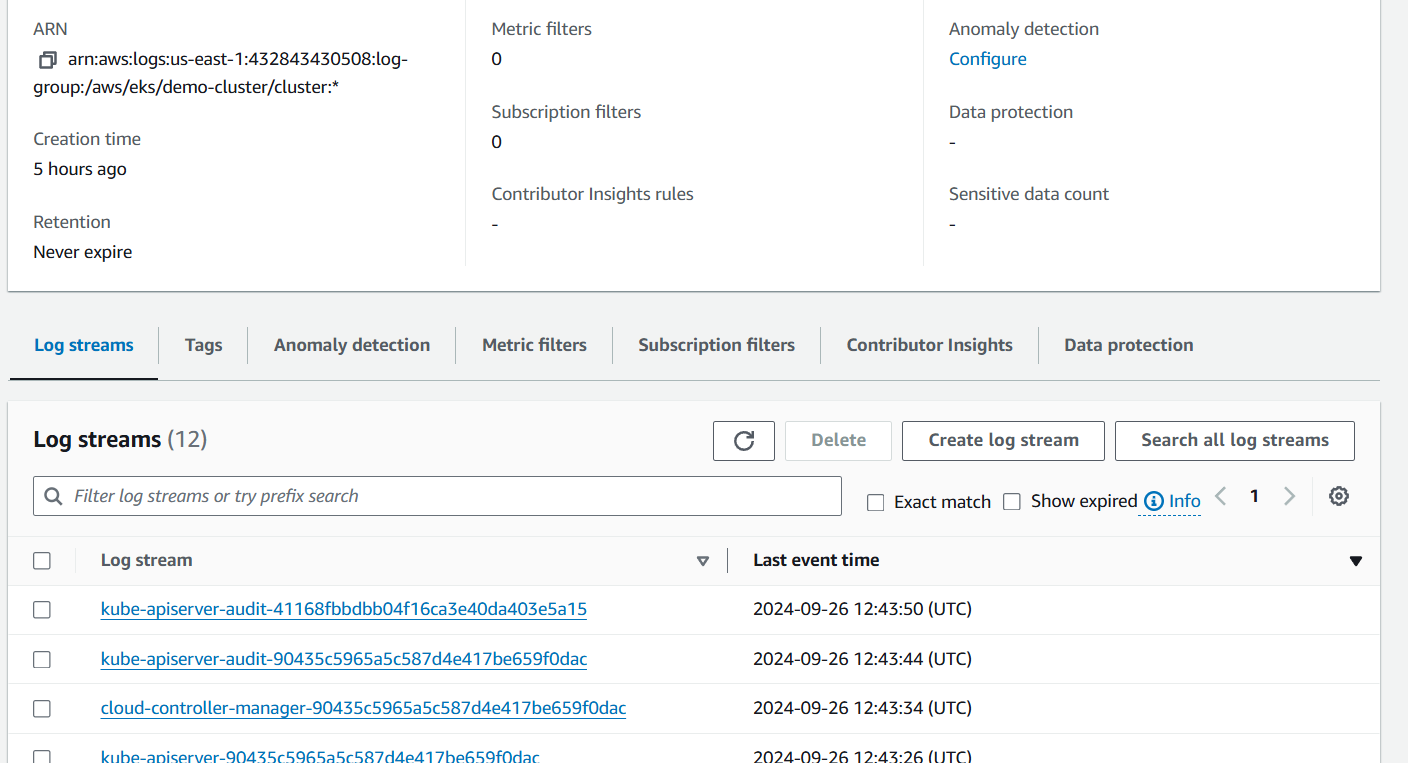 ARN
arn:aws:logs:us-east-1:432843430508:log-
group:/aws/eks/demo-cluster/cluster:*
Creation time
5 hours ago
Retention
Never expire
Metric filters
0
Subscription filters
0
Contributor Insights rules
-
Anomaly detection
Configure
Data protection
-
Sensitive data count
-
Log streams Tags Anomaly detection Metric filters Subscription filters Contributor Insights Data protection
Log streams (12) Delete Create log stream Search all log streams
Filter log streams or try prefix search Exact match Show expired Info 1
Log stream Last event time
kube-apiserver-audit-41168fbbdbb04f16ca3e40da403e5a15 2024-09-26 12:43:50 (UTC)
kube-apiserver-audit-90435c5965a5c587d4e417be659f0dac 2024-09-26 12:43:44 (UTC)
cloud-controller-manager-90435c5965a5c587d4e417be659f0dac 2024-09-26 12:43:34 (UTC)
kube-apiserver-90435c5965a5c587d4e417be659f0dac 2024-09-26 12:43:26 (UTC)